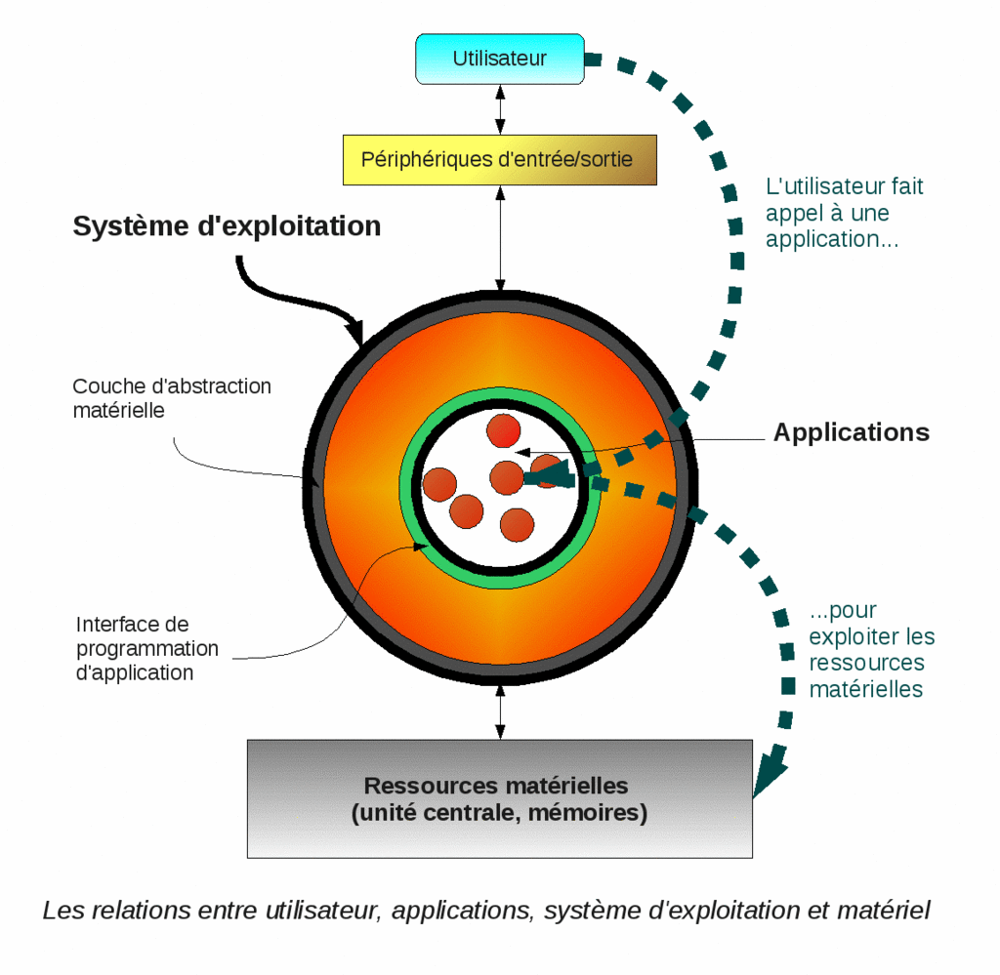 Utilisateur
Périphériques d'entrée/sortie
L'utilisateur fait
appel à une
application...
Système d'exploitation
Couche d'abstraction
matérielle
Applications
Interface de
programmation
d'application
...pour
exploiter les
ressources
matérielles
Ressources matérielles
(unité centrale, mémoires)
Les relations entre utilisateur, applications, système d'exploitation et matériel